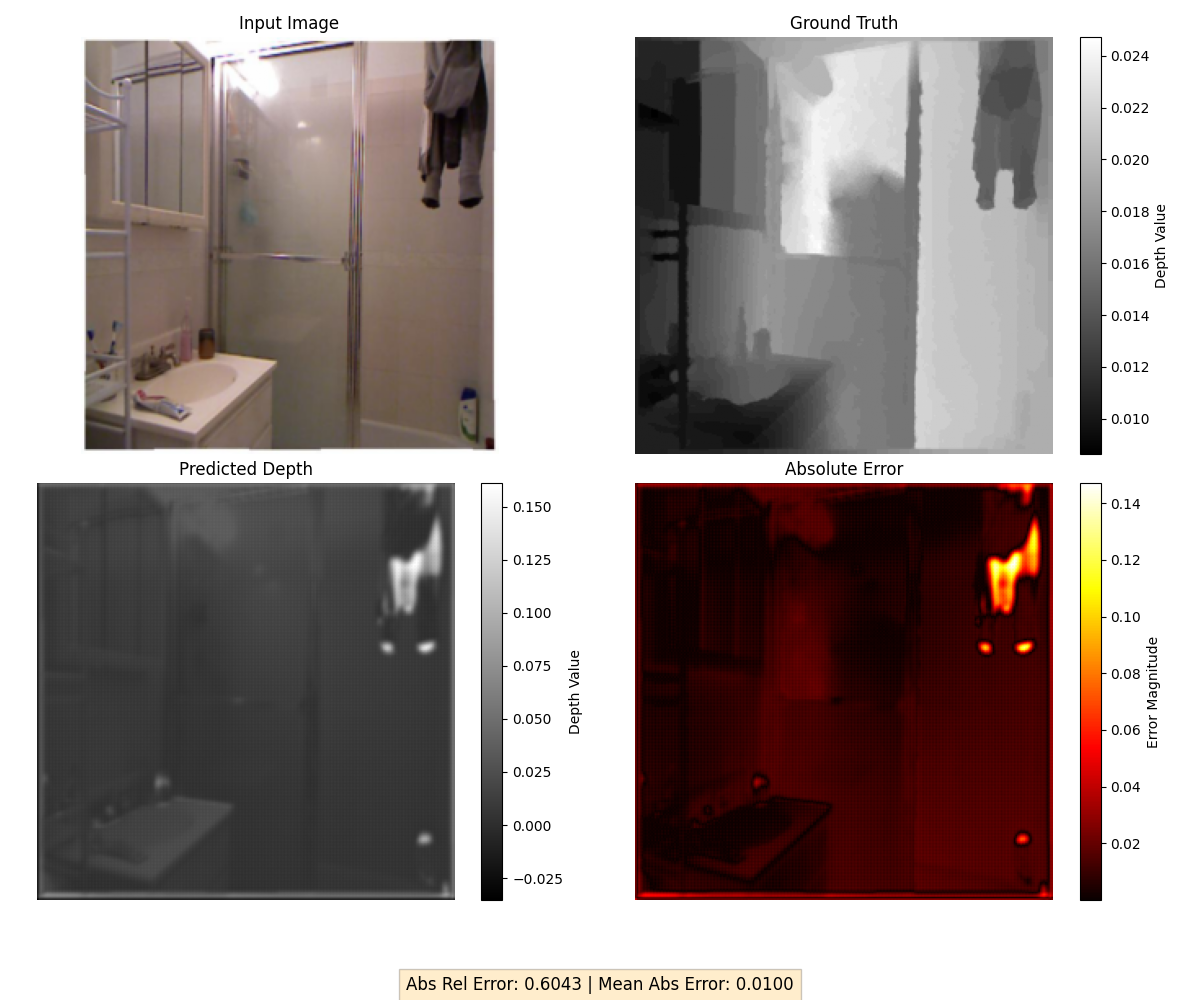 Input Image
Ground Truth
0.024
0.022
0.020
0.018
0.016
0.014
0.012
0.010
Depth Value
Predicted Depth
0.150
0.125
0.100
0.075
0.050
0.025
0.000
−0.025
Depth Value
Absolute Error
0.14
0.12
0.10
0.08
0.06
0.04
0.02
Error Magnitude
Abs Rel Error: 0.6043 | Mean Abs Error: 0.0100